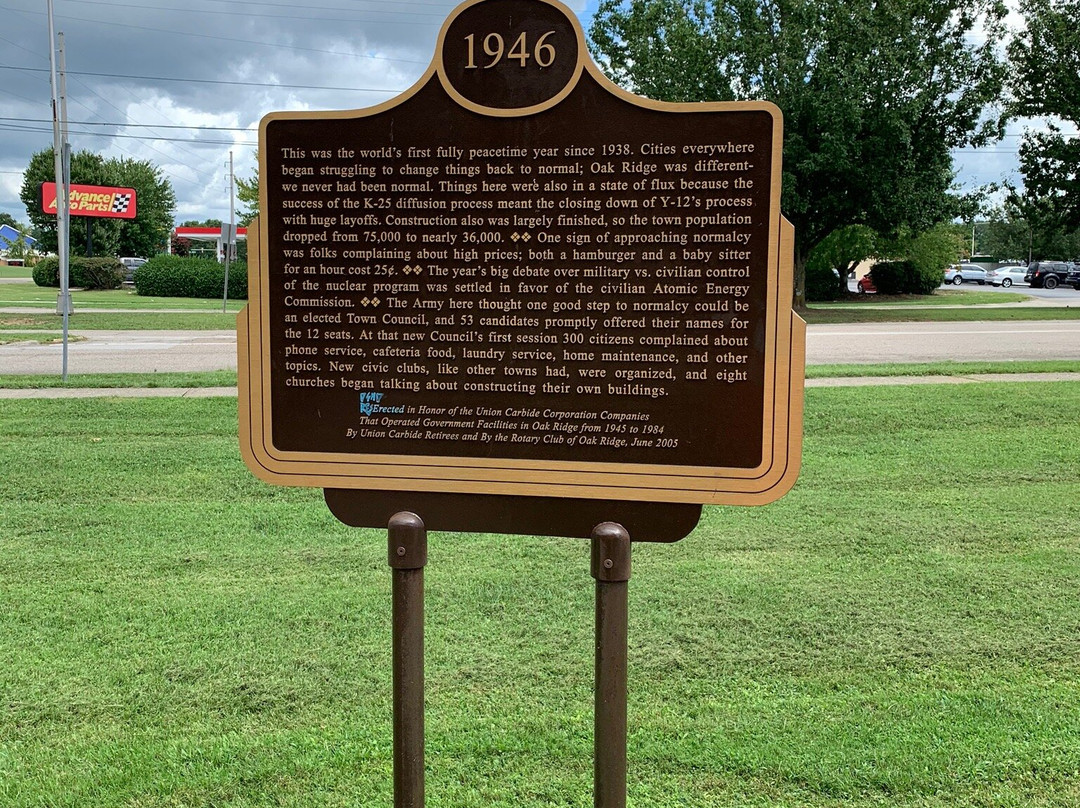 1946
Advance
Auto Parts
This was the world's first fully peacetime year since 1938. Cities everywhere
began struggling to change things back to normal; Oak Ridge was different-
we never had been normal. Things here were also in a state of flux because the
success of the K-25 diffusion process meant the closing down of Y-12's process
with huge layoffs. Construction also was largely finished, so the town population
dropped from 75,000 to nearly 36,000. ❖❖ One sign of approaching normalcy
was folks complaining about high prices; both a hamburger and a baby sitter
for an hour cost 25¢. ❖❖ The year's big debate over military vs. civilian control
of the nuclear program was settled in favor of the civilian Atomic Energy
Commission. ❖❖ The Army here thought one good step to normalcy could be
an elected Town Council, and 53 candidates promptly offered their names for
the 12 seats. At that new Council's first session 300 citizens complained about
phone service, cafeteria food, laundry service, home maintenance, and other
topics. New civic clubs, like other towns had, were organized, and eight
churches began talking about constructing their own buildings.
Erected in Honor of the Union Carbide Corporation Companies
That Operated Government Facilities in Oak Ridge from 1945 to 1984
By Union Carbide Retirees and By the Rotary Club of Oak Ridge, June 2005